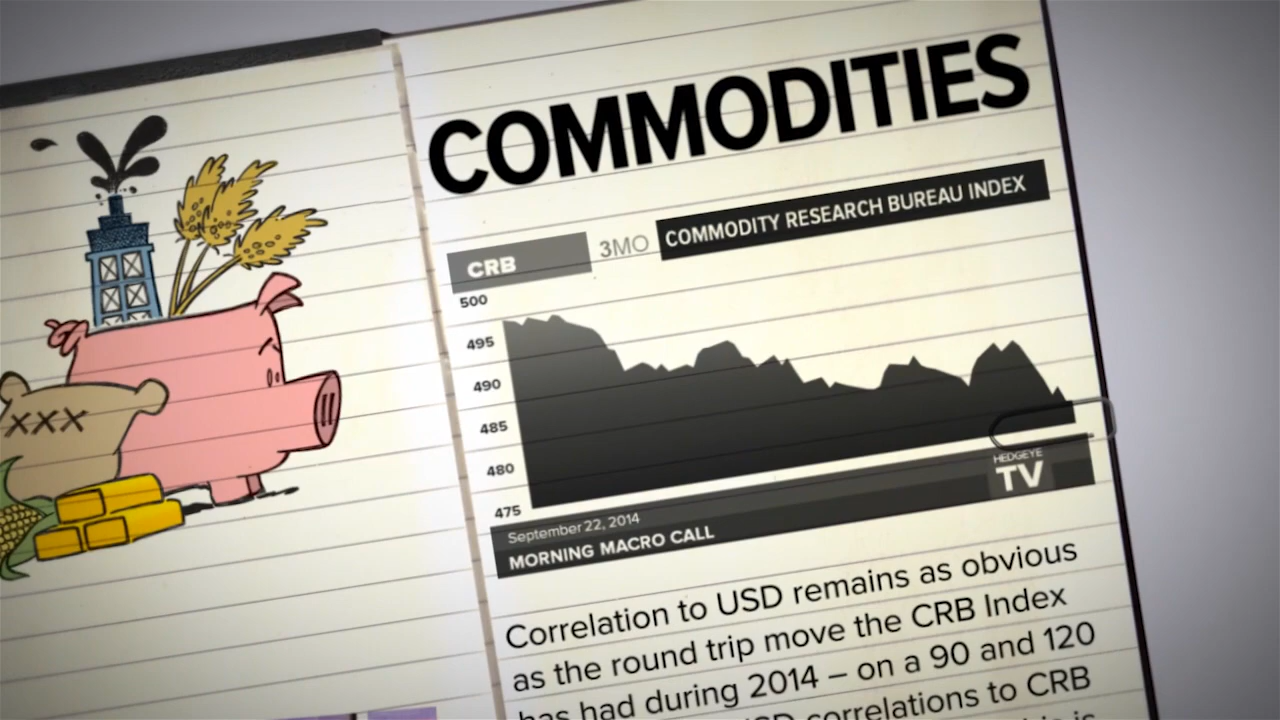 XXX
COMMODITIES
CRB 3MO COMMODITY RESEARCH BUREAU INDEX
500
495
490
485
480
475
HEDGEYE
TV
September 22, 2014
MORNING MACRO CALL
Correlation to USD remains as obvious
as the round trip move the CRB Index
has had during 2014 – on a 90 and 120
correlations to CRB